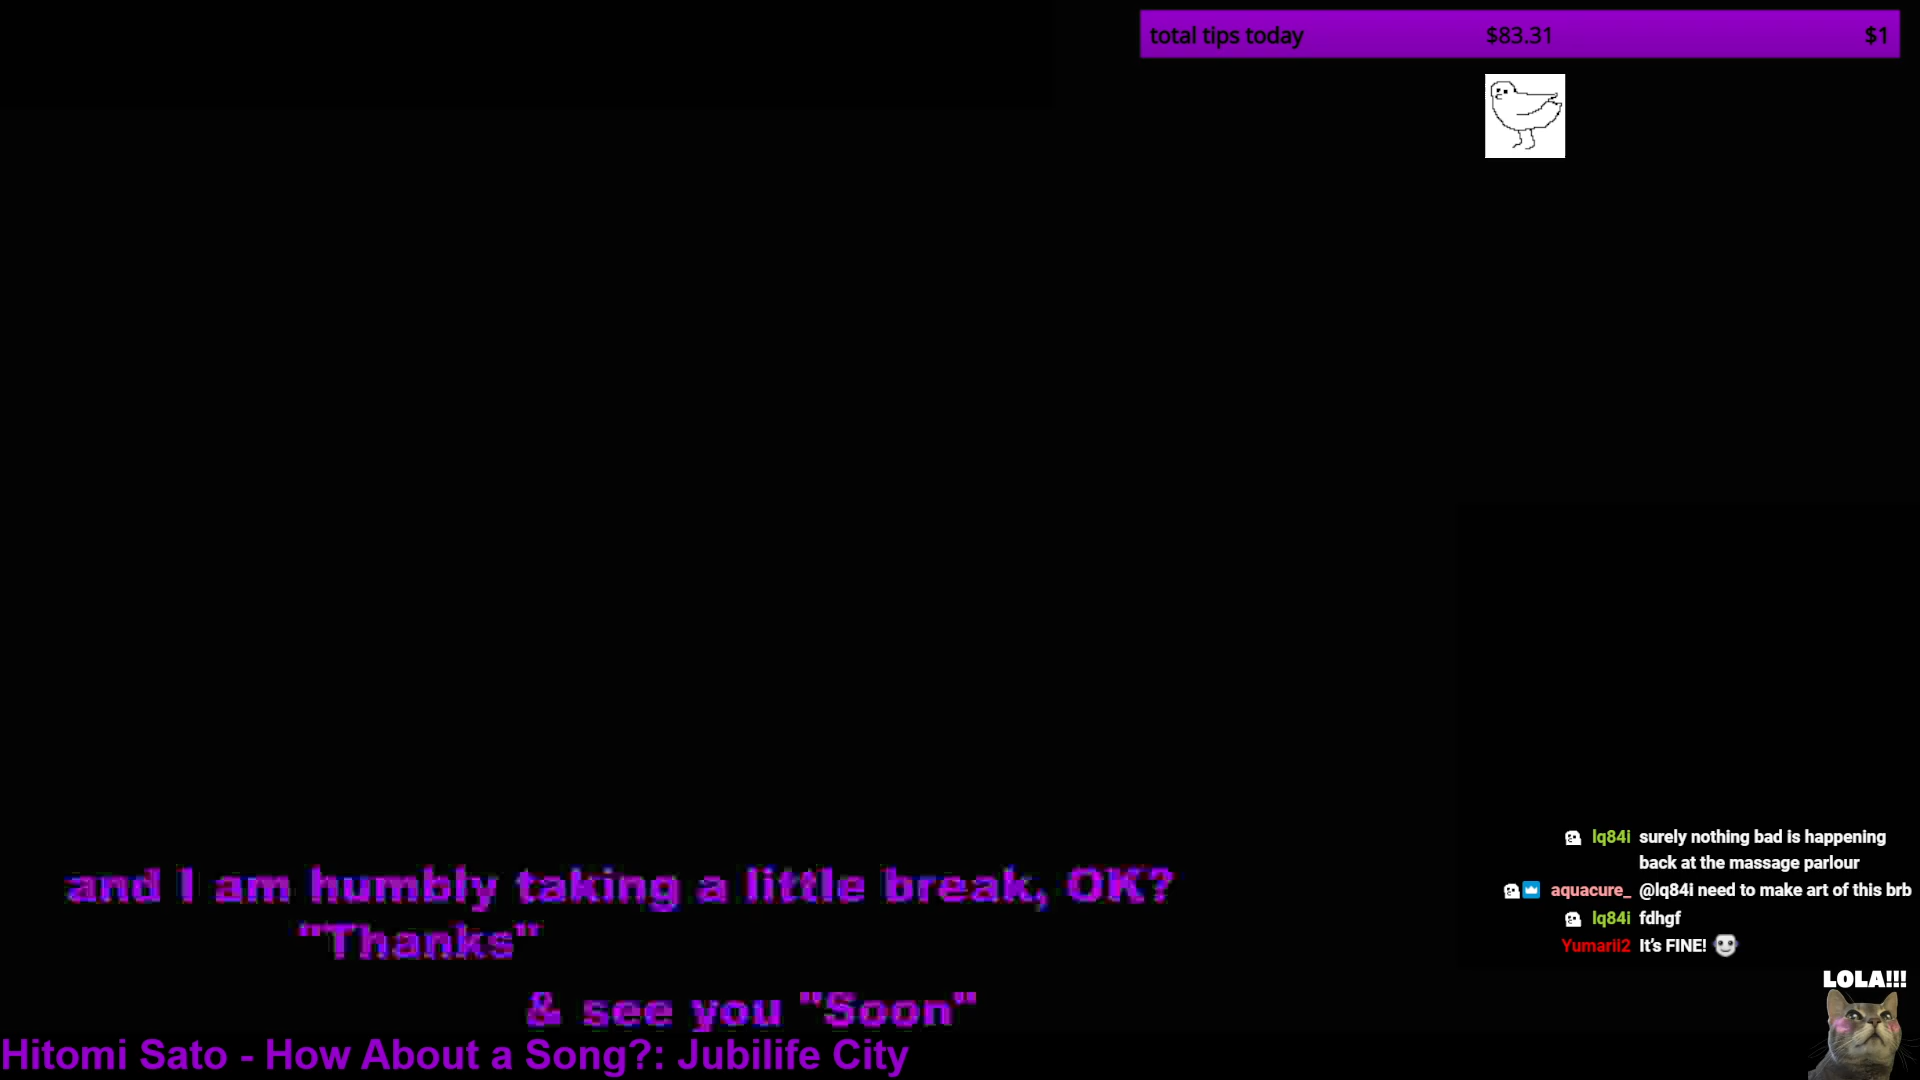 total tips today $83.31 $1
lq84i surely nothing bad is happening
back at the massage parlour
aquacure_ @lq84i need to make art of this brb
lq84i fdhgf
Yumarii2 It's FINE!
and I am humbly taking a little break, OK?
"Thanks"
& see you "Soon"
LOLA!!!
Hitomi Sato - How About a Song?: Jubilife City